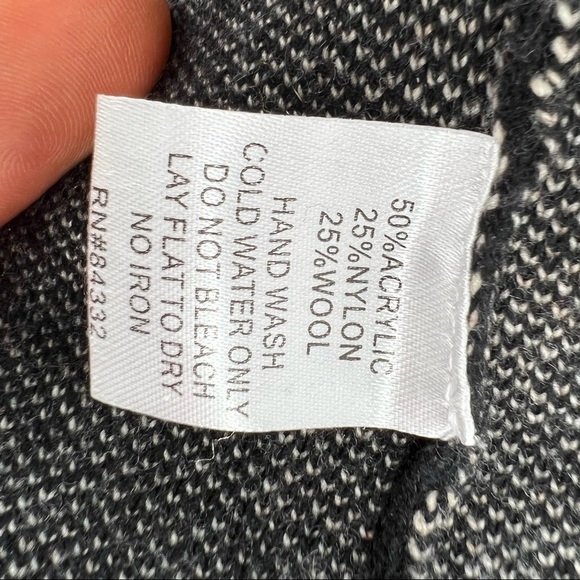 50%ACRYLIC
25%NYLON
25%WOOL
HAND WASH
COLD WATER ONLY
DO NOT BLEACH
LAY FLAT TO DRY
NO IRON
RN#84332